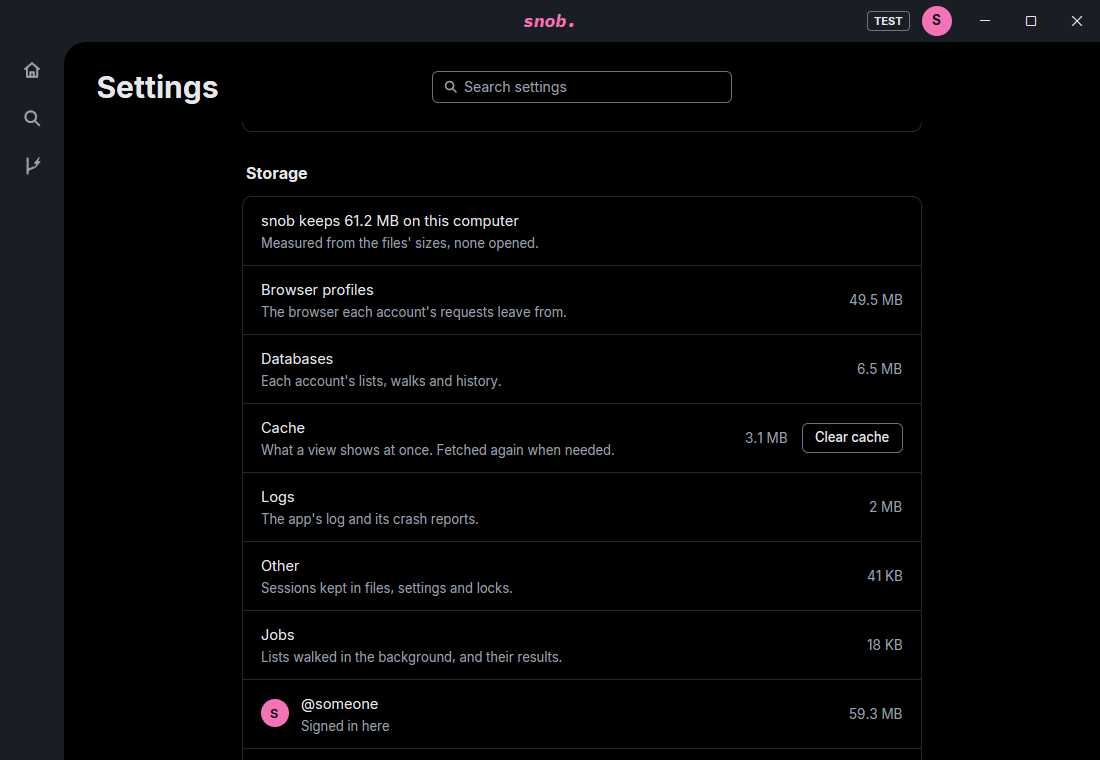 snob.
TEST
S
Settings
Search settings
Storage
snob keeps 61.2 MB on this computer
Measured from the files' sizes, none opened.
Browser profiles
The browser each account's requests leave from.
49.5 MB
Databases
Each account's lists, walks and history.
6.5 MB
Cache
What a view shows at once. Fetched again when needed.
3.1 MB
Clear cache
Logs
The app's log and its crash reports.
2 MB
Other
Sessions kept in files, settings and locks.
41 KB
Jobs
Lists walked in the background, and their results.
18 KB
S
@someone
Signed in here
59.3 MB